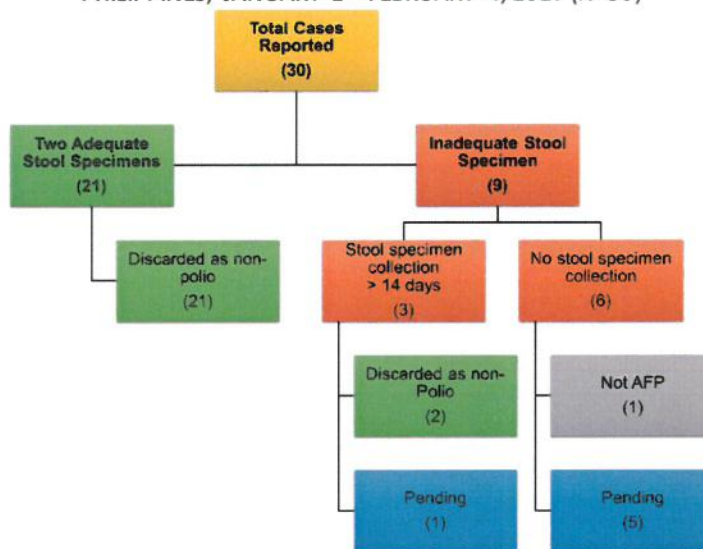 Total Cases
Reported
(30)
Two Adequate
Stool Specimens
(21)
Inadequate Stool
Specimen
(9)
Discarded as non-
polio
(21)
Stool specimen
collection
> 14 days
(3)
No stool specimen
collection
(6)
Discarded as non-
Polio
(2)
Not AFP
(1)
Pending
(1)
Pending
(5)